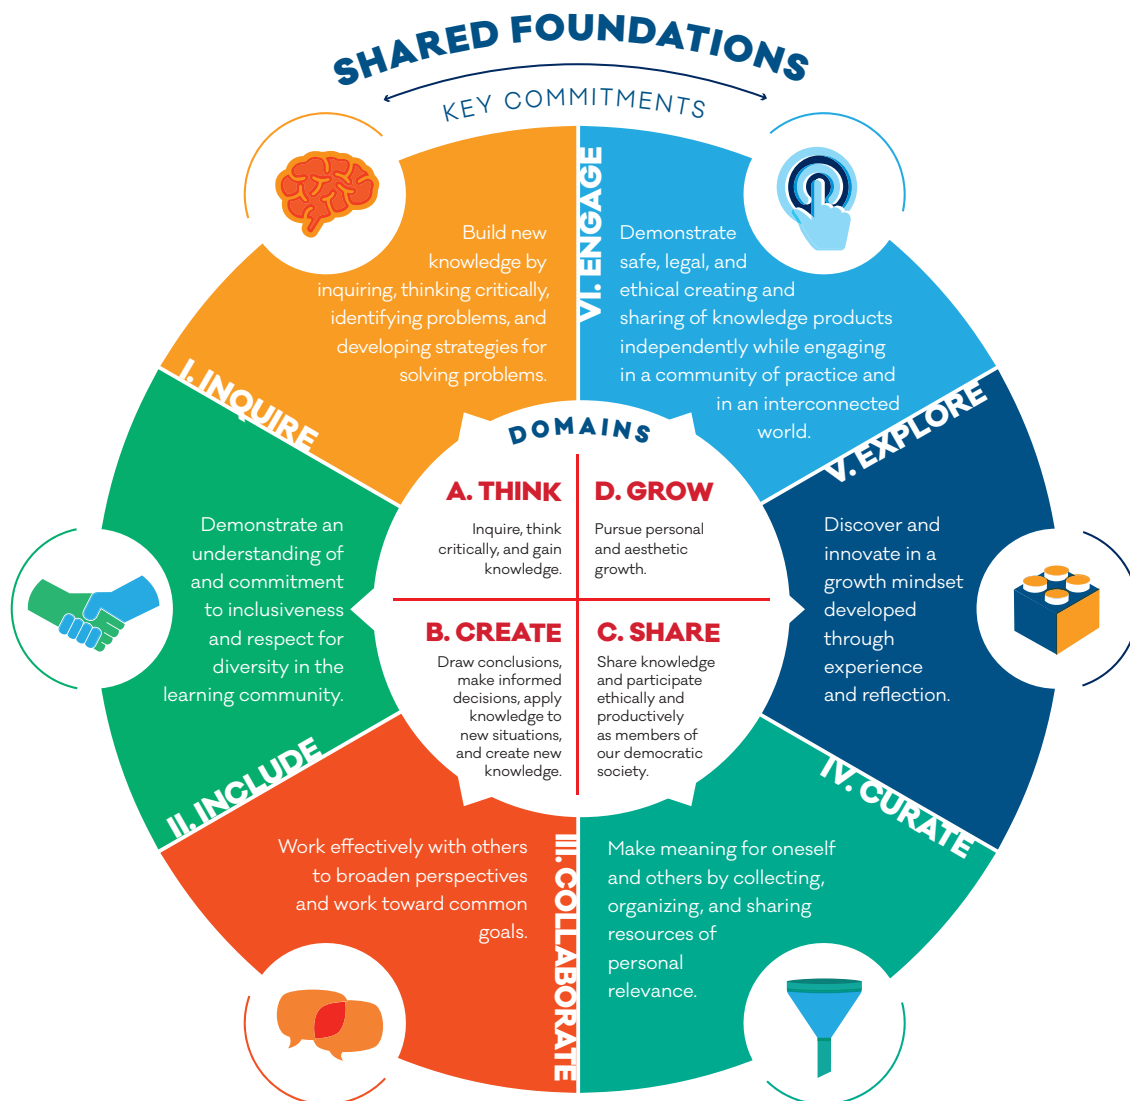 SHARED FOUNDATIONS
KEY COMMITMENTS
I. INQUIRE
Build new
knowledge by
inquiring, thinking critically,
identifying problems, and
developing strategies for
solving problems.
II. INCLUDE
Demonstrate an
understanding of
and commitment
to inclusiveness
and respect for
diversity in the
learning community.
III. COLLABORATE
Work effectively with others
to broaden perspectives
and work toward common
goals.
IV. CURATE
Make meaning for oneself
and others by collecting,
organizing, and sharing
resources of
personal
relevance.
V. EXPLORE
Discover and
innovate in a
growth mindset
developed
through
experience
and reflection.
VI. ENGAGE
Demonstrate
safe, legal, and
ethical creating and
sharing of knowledge products
independently while engaging
in a community of practice and
in an interconnected
world.
DOMAINS
A. THINK
Inquire, think
critically, and gain
knowledge.
B. CREATE
Draw conclusions,
make informed
decisions, apply
knowledge to
new situations,
and create new
knowledge.
C. SHARE
Share knowledge
and participate
ethically and
productively
as members of
our democratic
society.
D. GROW
Pursue personal
and aesthetic
growth.